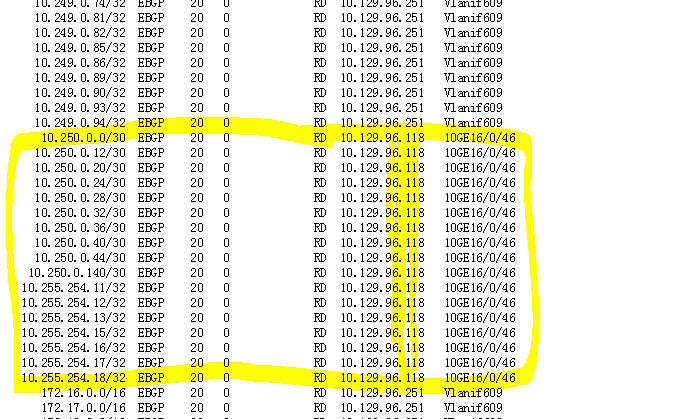 10.249.0.74/32 EBGP 20 0 RD 10.129.96.251 Vlanif609
10.249.0.81/32 EBGP 20 0 RD 10.129.96.251 Vlanif609
10.249.0.82/32 EBGP 20 0 RD 10.129.96.251 Vlanif609
10.249.0.85/32 EBGP 20 0 RD 10.129.96.251 Vlanif609
10.249.0.86/32 EBGP 20 0 RD 10.129.96.251 Vlanif609
10.249.0.89/32 EBGP 20 0 RD 10.129.96.251 Vlanif609
10.249.0.90/32 EBGP 20 0 RD 10.129.96.251 Vlanif609
10.249.0.93/32 EBGP 20 0 RD 10.129.96.251 Vlanif609
10.249.0.94/32 EBGP 20 0 RD 10.129.96.251 Vlanif609
10.250.0.0/30 EBGP 20 0 RD 10.129.96.118 10GE16/0/46
10.250.0.12/30 EBGP 20 0 RD 10.129.96.118 10GE16/0/46
10.250.0.20/30 EBGP 20 0 RD 10.129.96.118 10GE16/0/46
10.250.0.24/30 EBGP 20 0 RD 10.129.96.118 10GE16/0/46
10.250.0.28/30 EBGP 20 0 RD 10.129.96.118 10GE16/0/46
10.250.0.32/30 EBGP 20 0 RD 10.129.96.118 10GE16/0/46
10.250.0.36/30 EBGP 20 0 RD 10.129.96.118 10GE16/0/46
10.250.0.40/30 EBGP 20 0 RD 10.129.96.118 10GE16/0/46
10.250.0.44/30 EBGP 20 0 RD 10.129.96.118 10GE16/0/46
10.250.0.140/30 EBGP 20 0 RD 10.129.96.118 10GE16/0/46
10.255.254.11/32 EBGP 20 0 RD 10.129.96.118 10GE16/0/46
10.255.254.12/32 EBGP 20 0 RD 10.129.96.118 10GE16/0/46
10.255.254.13/32 EBGP 20 0 RD 10.129.96.118 10GE16/0/46
10.255.254.15/32 EBGP 20 0 RD 10.129.96.118 10GE16/0/46
10.255.254.16/32 EBGP 20 0 RD 10.129.96.118 10GE16/0/46
10.255.254.17/32 EBGP 20 0 RD 10.129.96.118 10GE16/0/46
10.255.254.18/32 EBGP 20 0 RD 10.129.96.118 10GE16/0/46
172.16.0.0/16 EBGP 20 0 RD 10.129.96.251 Vlanif609
172.17.0.0/16 EBGP 20 0 RD 10.129.96.251 Vlanif609